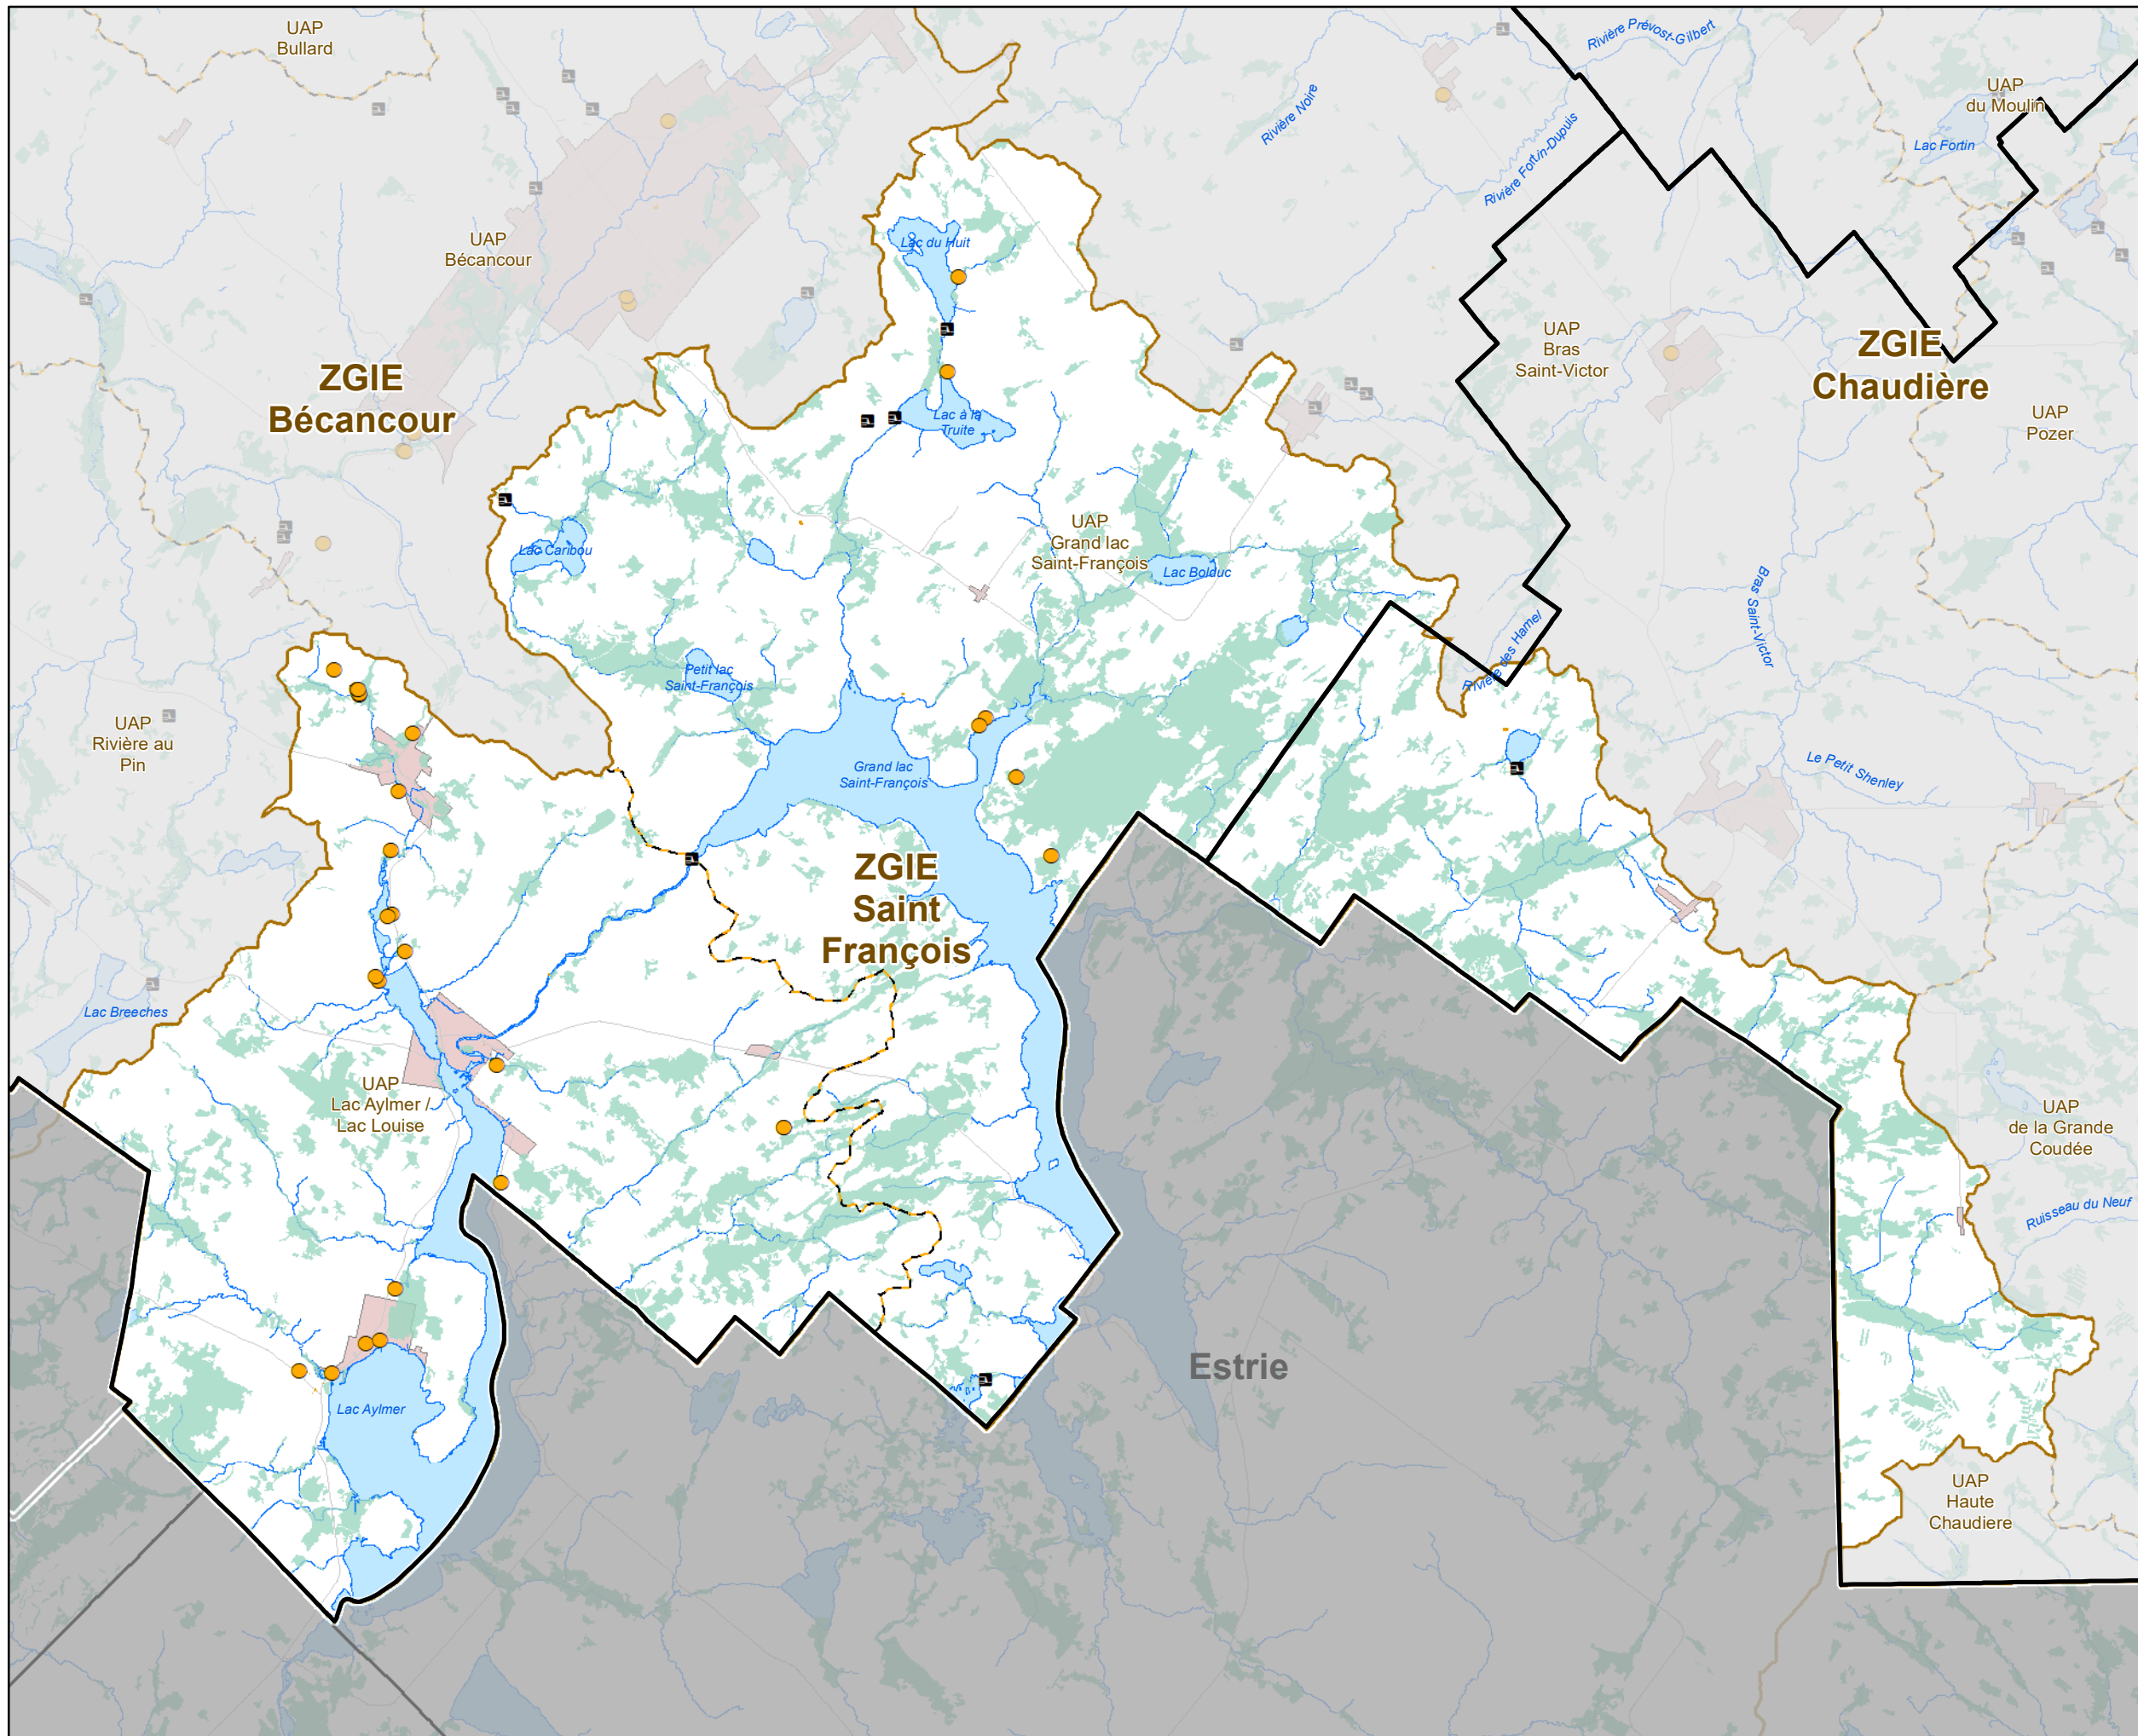 UAP
Bullard
Rivière Prévost-Gilbert
UAP
du Moulin
Rivière Noire
Rivière Fortin-Dupuis
Lac Fortin
UAP
Bécancour
Lac du Huit
UAP
Bras
Saint-Victor
ZGIE
Chaudière
ZGIE
Bécancour
Lac à la
Truite
UAP
Pozer
UAP
Grand lac
Saint-François
Lac Caribou
Lac Bolduc
Bras Saint-Victor
Rivière des Hamel
Petit lac
Saint-François
UAP
Rivière au
Pin
Grand lac
Saint-François
Le Petit Shenley
ZGIE
Saint
François
Lac Breeches
UAP
Lac Aylmer /
Lac Louise
UAP
de la Grande
Coudée
Ruisseau du Neuf
Estrie
Lac Aylmer
UAP
Haute
Chaudiere